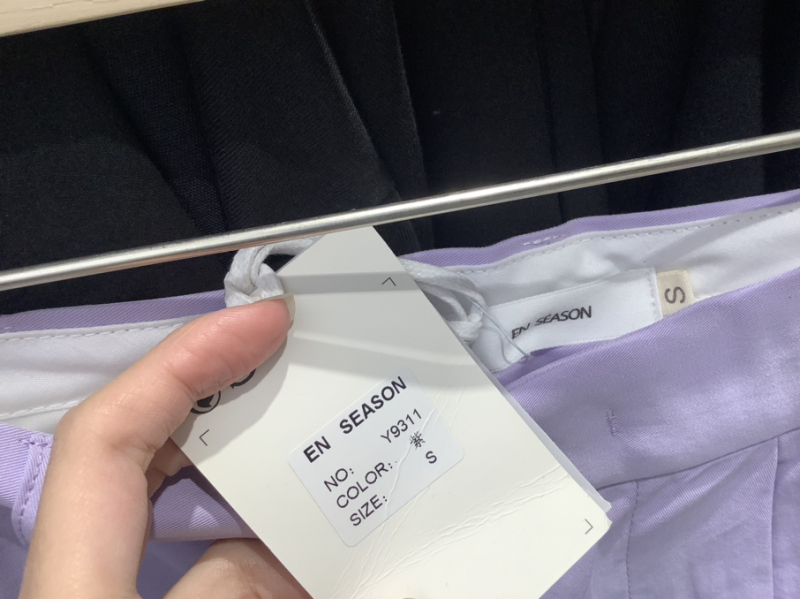 EN SEASON
S
EN SEASON
NO: Y9311
COLOR: 紫
SIZE: S